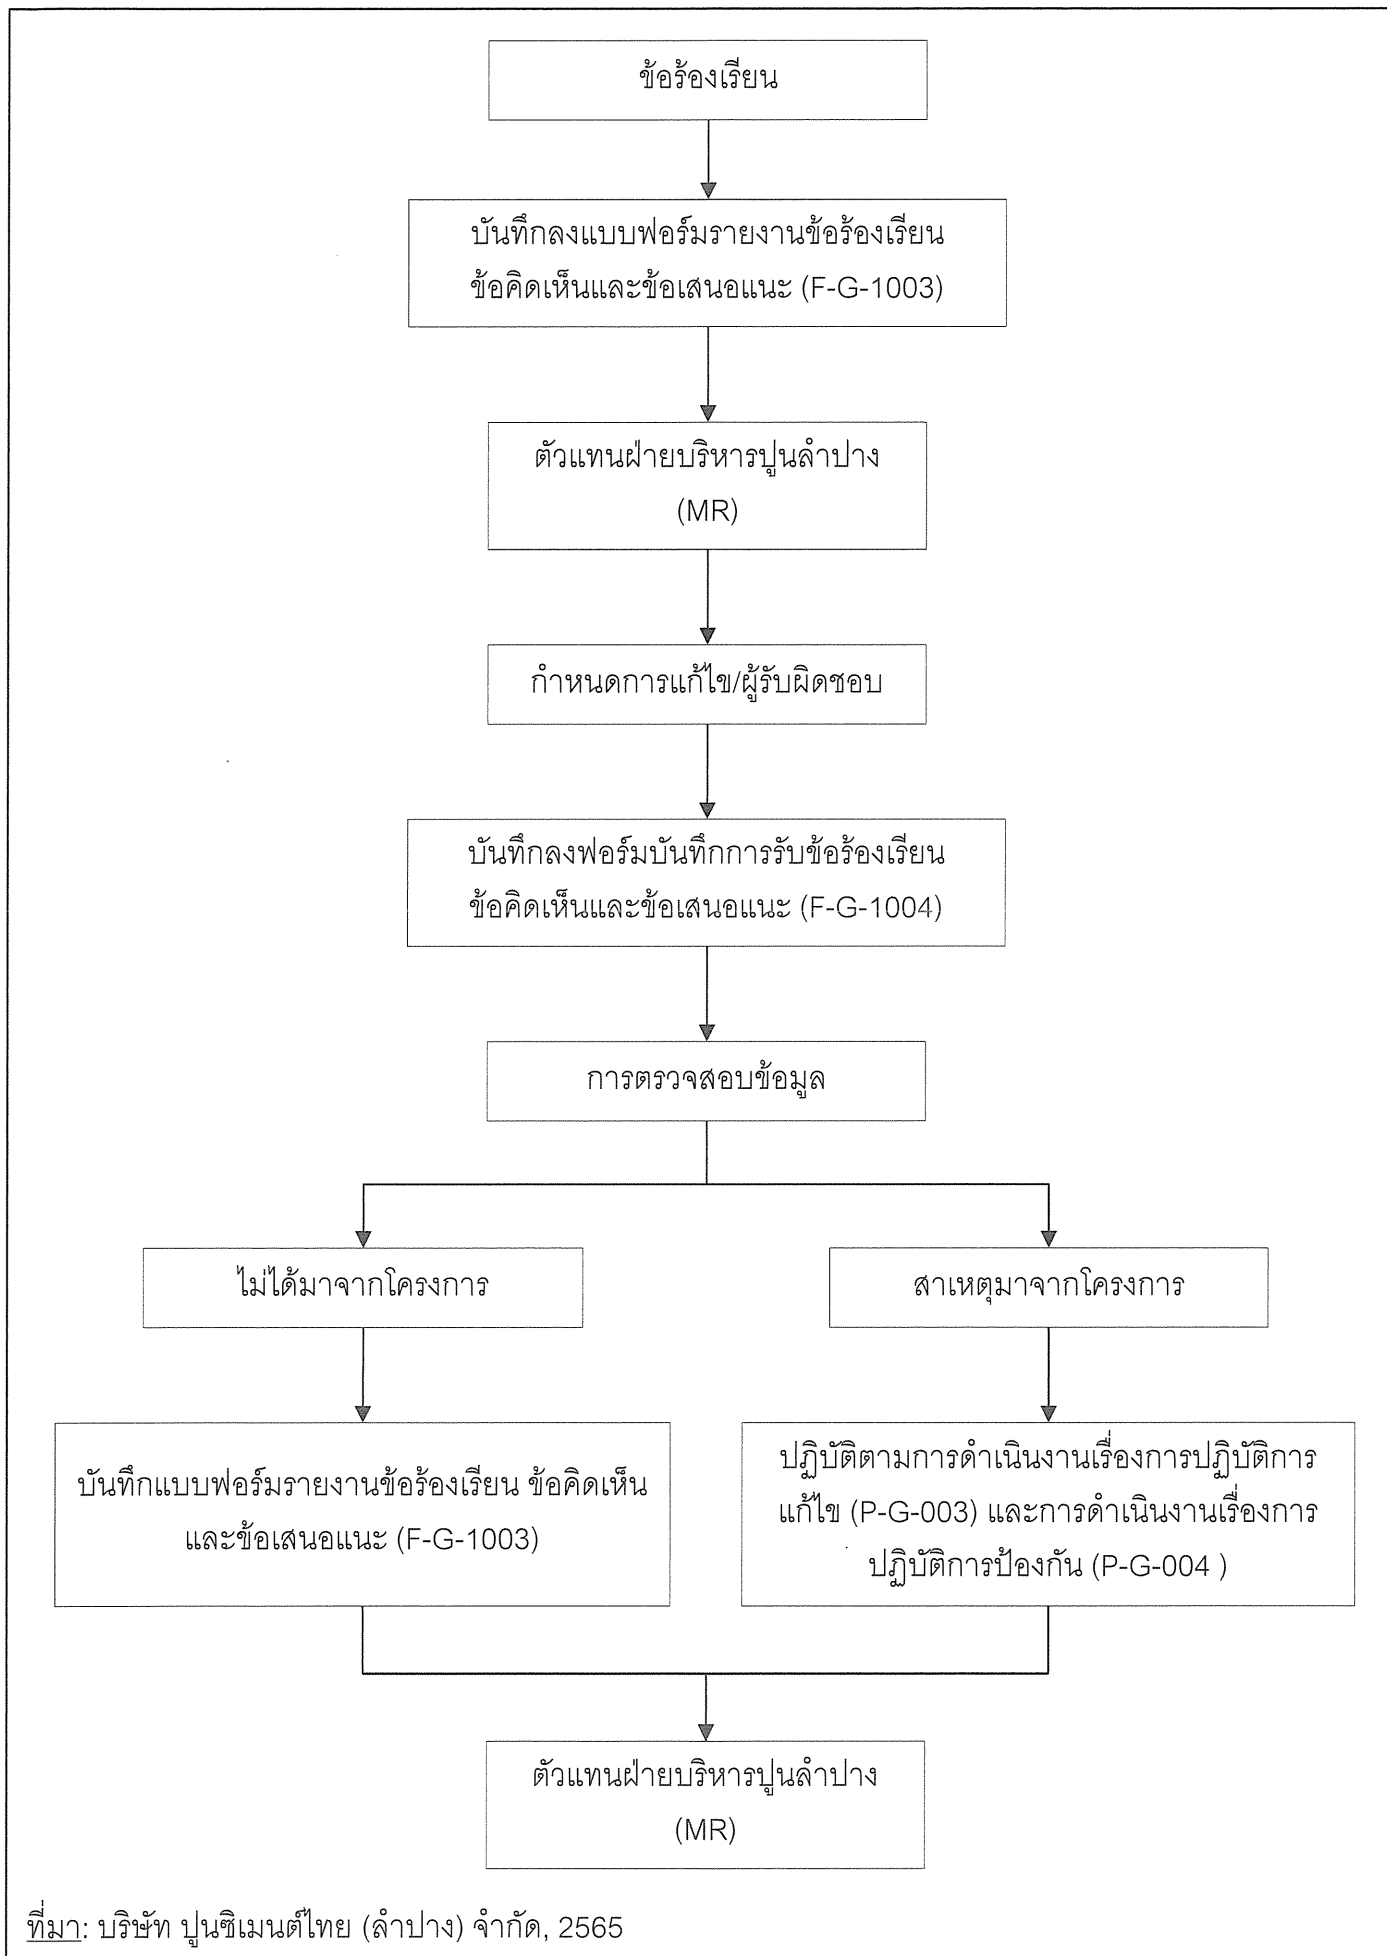 ข้อร้องเรียน
บันทึกลงแบบฟอร์มรายงานข้อร้องเรียน
ข้อคิดเห็นและข้อเสนอแนะ (F-G-1003)
ตัวแทนฝ่ายบริหารปูนลำปาง
(MR)
กำหนดการแก้ไข/ผู้รับผิดชอบ
บันทึกลงฟอร์มบันทึกการรับข้อร้องเรียน
ข้อคิดเห็นและข้อเสนอแนะ (F-G-1004)
การตรวจสอบข้อมูล
ไม่ได้มาจากโครงการ
สาเหตุมาจากโครงการ
บันทึกแบบฟอร์มรายงานข้อร้องเรียน ข้อคิดเห็น
และข้อเสนอแนะ (F-G-1003)
ปฏิบัติตามการดำเนินงานเรื่องการปฏิบัติการ
แก้ไข (P-G-003) และการดำเนินงานเรื่องการ
ปฏิบัติการป้องกัน (P-G-004 )
ตัวแทนฝ่ายบริหารปูนลำปาง
(MR)
ที่มา: บริษัท ปูนซิเมนต์ไทย (ลำปาง) จำกัด, 2565